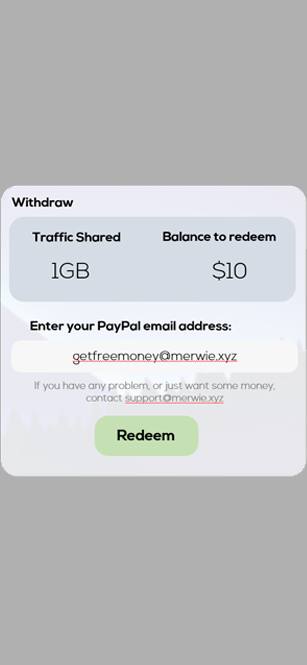 Withdraw
Traffic Shared Balance to redeem
1GB $10
Enter your PayPal email address:
getfreemoney@merwie.xyz
If you have any problem, or just want some money,
contact support@merwie.xyz
Redeem